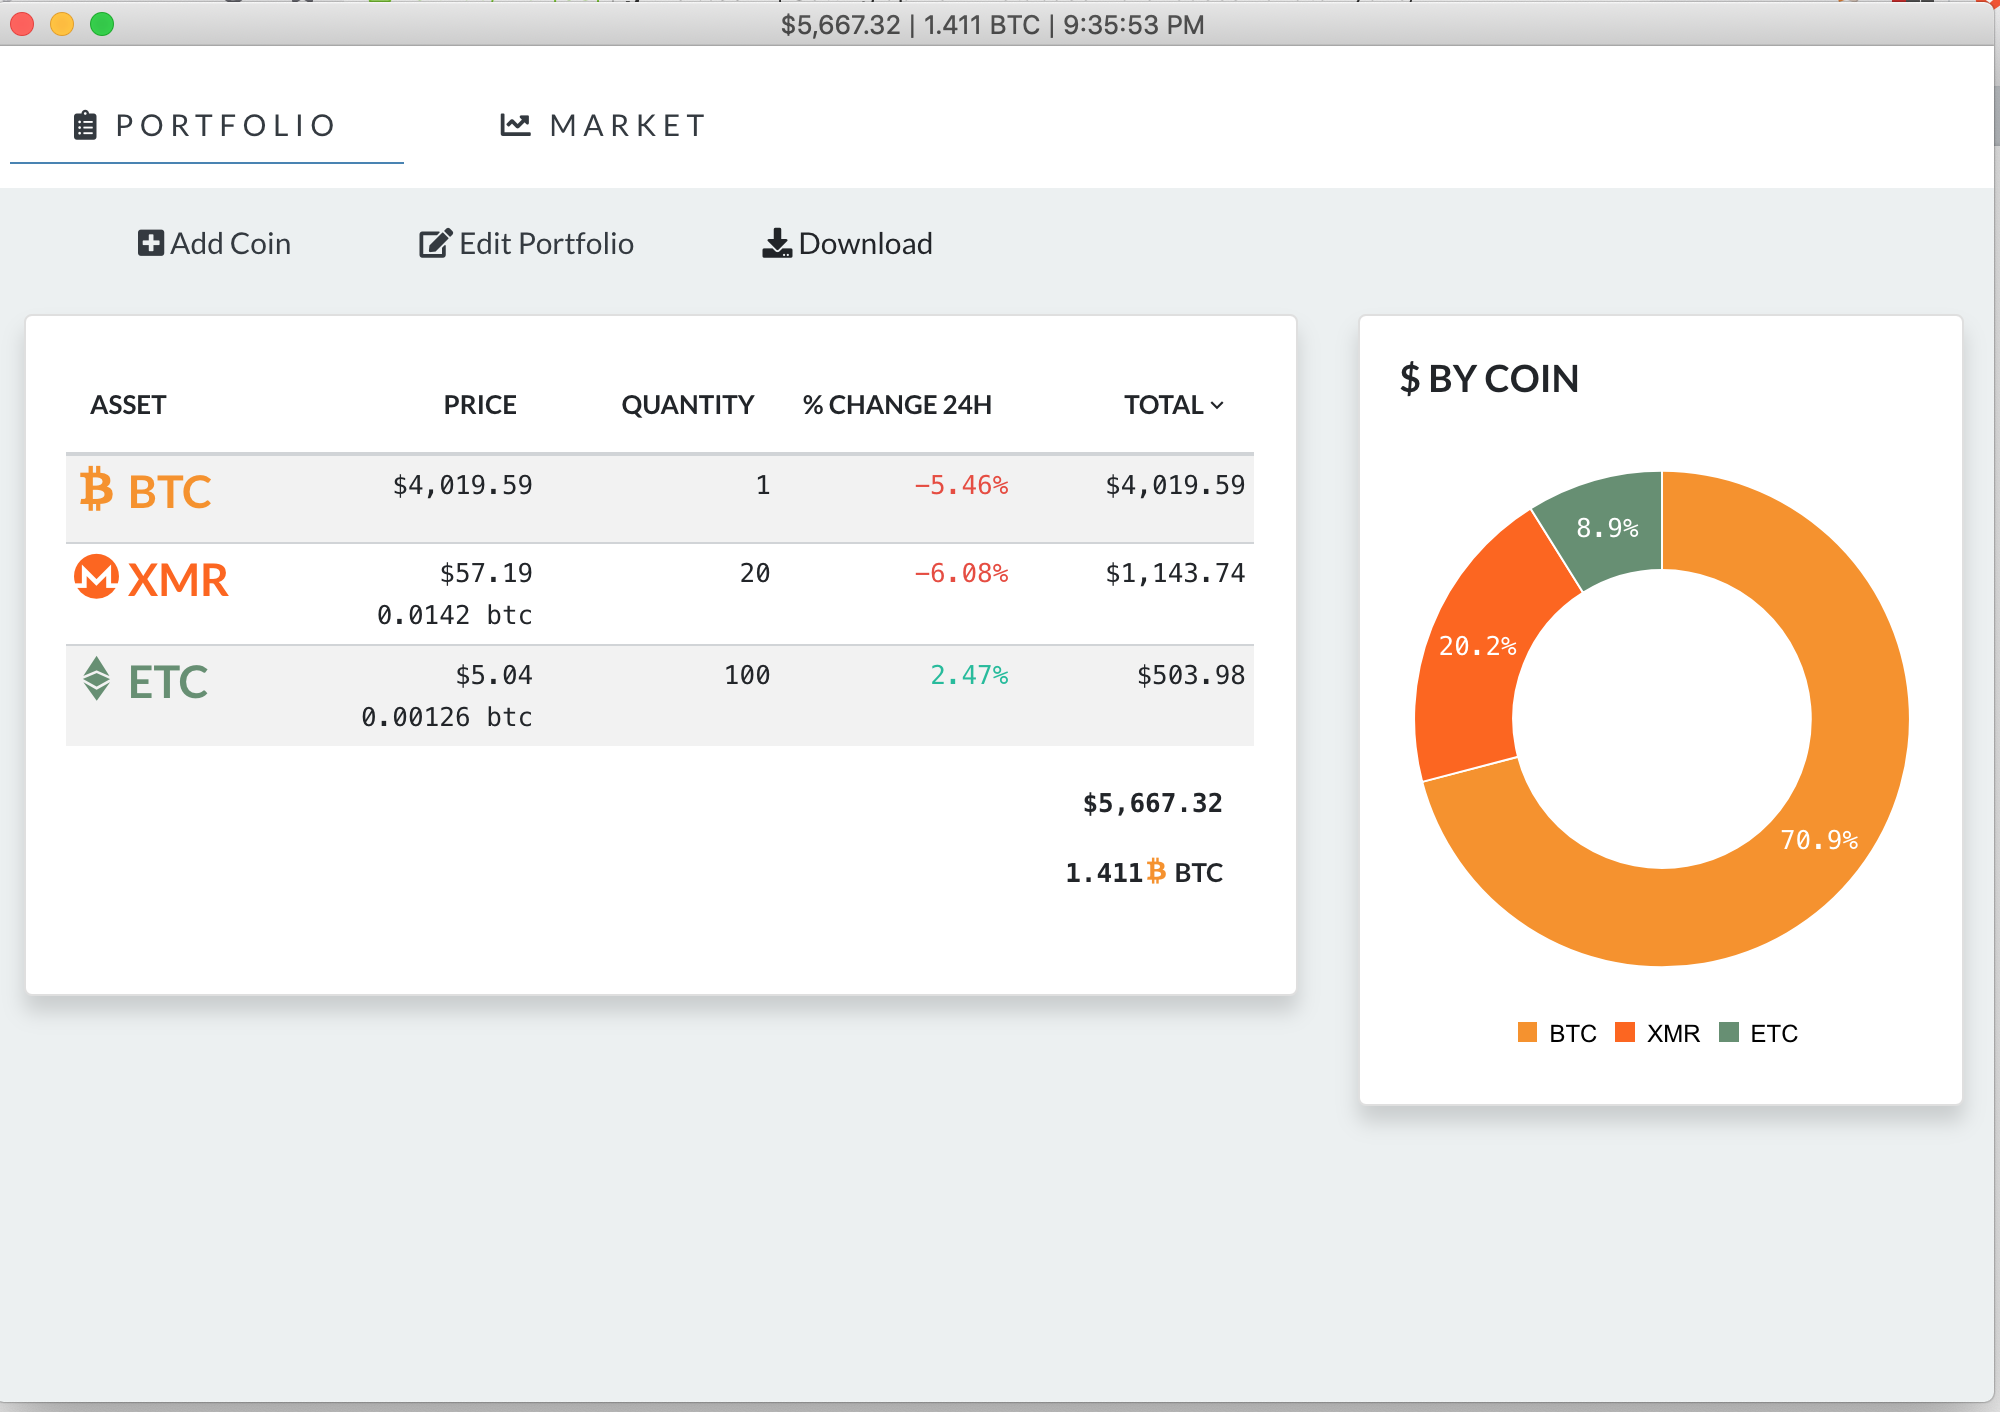 $5,667.32 | 1.411 BTC | 9:35:53 PM
PORTFOLIO MARKET
Add Coin Edit Portfolio Download
ASSET PRICE QUANTITY % CHANGE 24H TOTAL
BTC $4,019.59 1 -5.46% $4,019.59
XMR $57.19 20 -6.08% $1,143.74
0.0142 btc
ETC $5.04 100 2.47% $503.98
0.00126 btc
$5,667.32
1.411 BTC
$ BY COIN
8.9%
20.2%
70.9%
BTC XMR ETC